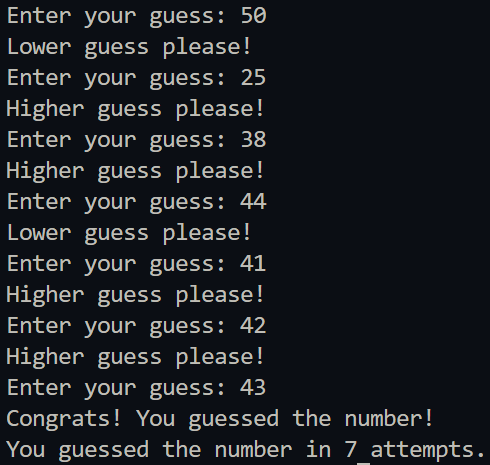 Enter your guess: 50
Lower guess please!
Enter your guess: 25
Higher guess please!
Enter your guess: 38
Higher guess please!
Enter your guess: 44
Lower guess please!
Enter your guess: 41
Higher guess please!
Enter your guess: 42
Higher guess please!
Enter your guess: 43
Congrats! You guessed the number!
You guessed the number in 7 attempts.